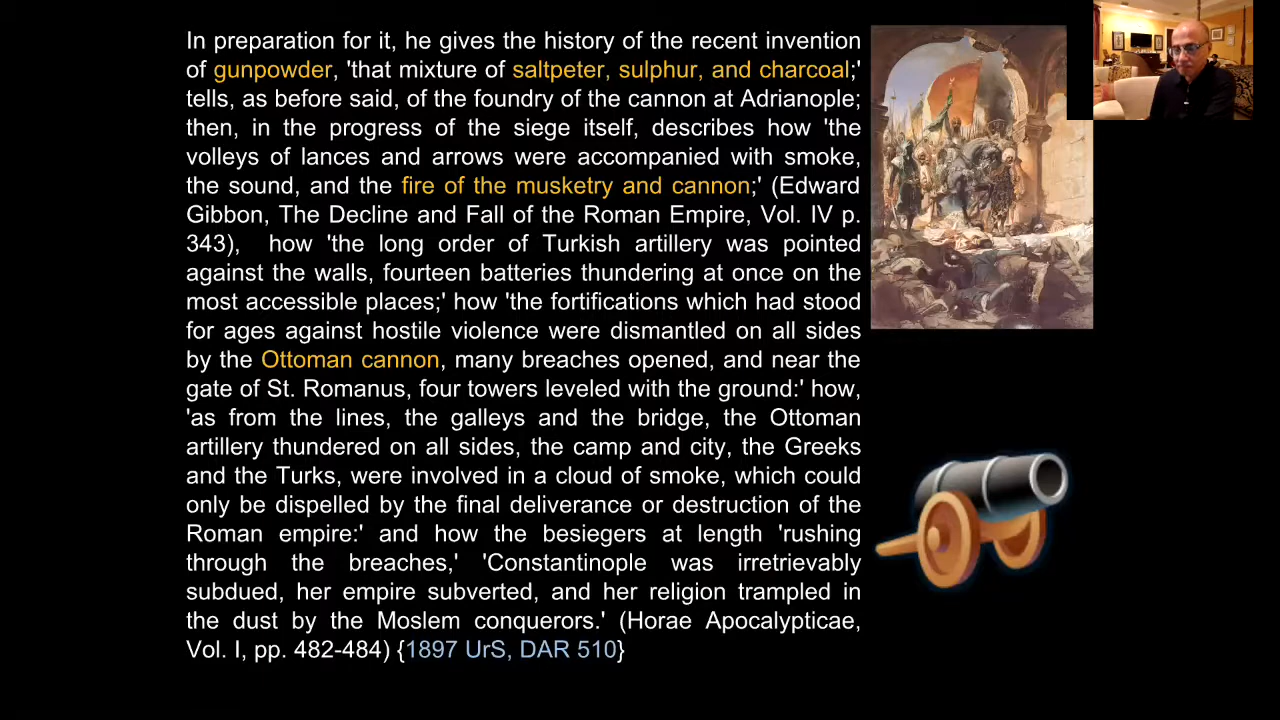 In preparation for it, he gives the history of the recent invention
of gunpowder, 'that mixture of saltpeter, sulphur, and charcoal;'
tells, as before said, of the foundry of the cannon at Adrianople;
then, in the progress of the siege itself, describes how 'the
volleys of lances and arrows were accompanied with smoke,
the sound, and the fire of the musketry and cannon;' (Edward
Gibbon, The Decline and Fall of the Roman Empire, Vol. IV p.
343), how 'the long order of Turkish artillery was pointed
against the walls, fourteen batteries thundering at once on the
most accessible places;' how 'the fortifications which had stood
for ages against hostile violence were dismantled on all sides
by the Ottoman cannon, many breaches opened, and near the
gate of St. Romanus, four towers leveled with the ground:' how,
'as from the lines, the galleys and the bridge, the Ottoman
artillery thundered on all sides, the camp and city, the Greeks
and the Turks, were involved in a cloud of smoke, which could
only be dispelled by the final deliverance or destruction of the
Roman empire:' and how the besiegers at length 'rushing
through the breaches,' 'Constantinople was irretrievably
subdued, her empire subverted, and her religion trampled in
the dust by the Moslem conquerors.' (Horae Apocalypticae,
Vol. I, pp. 482-484) {1897 UrS, DAR 510}